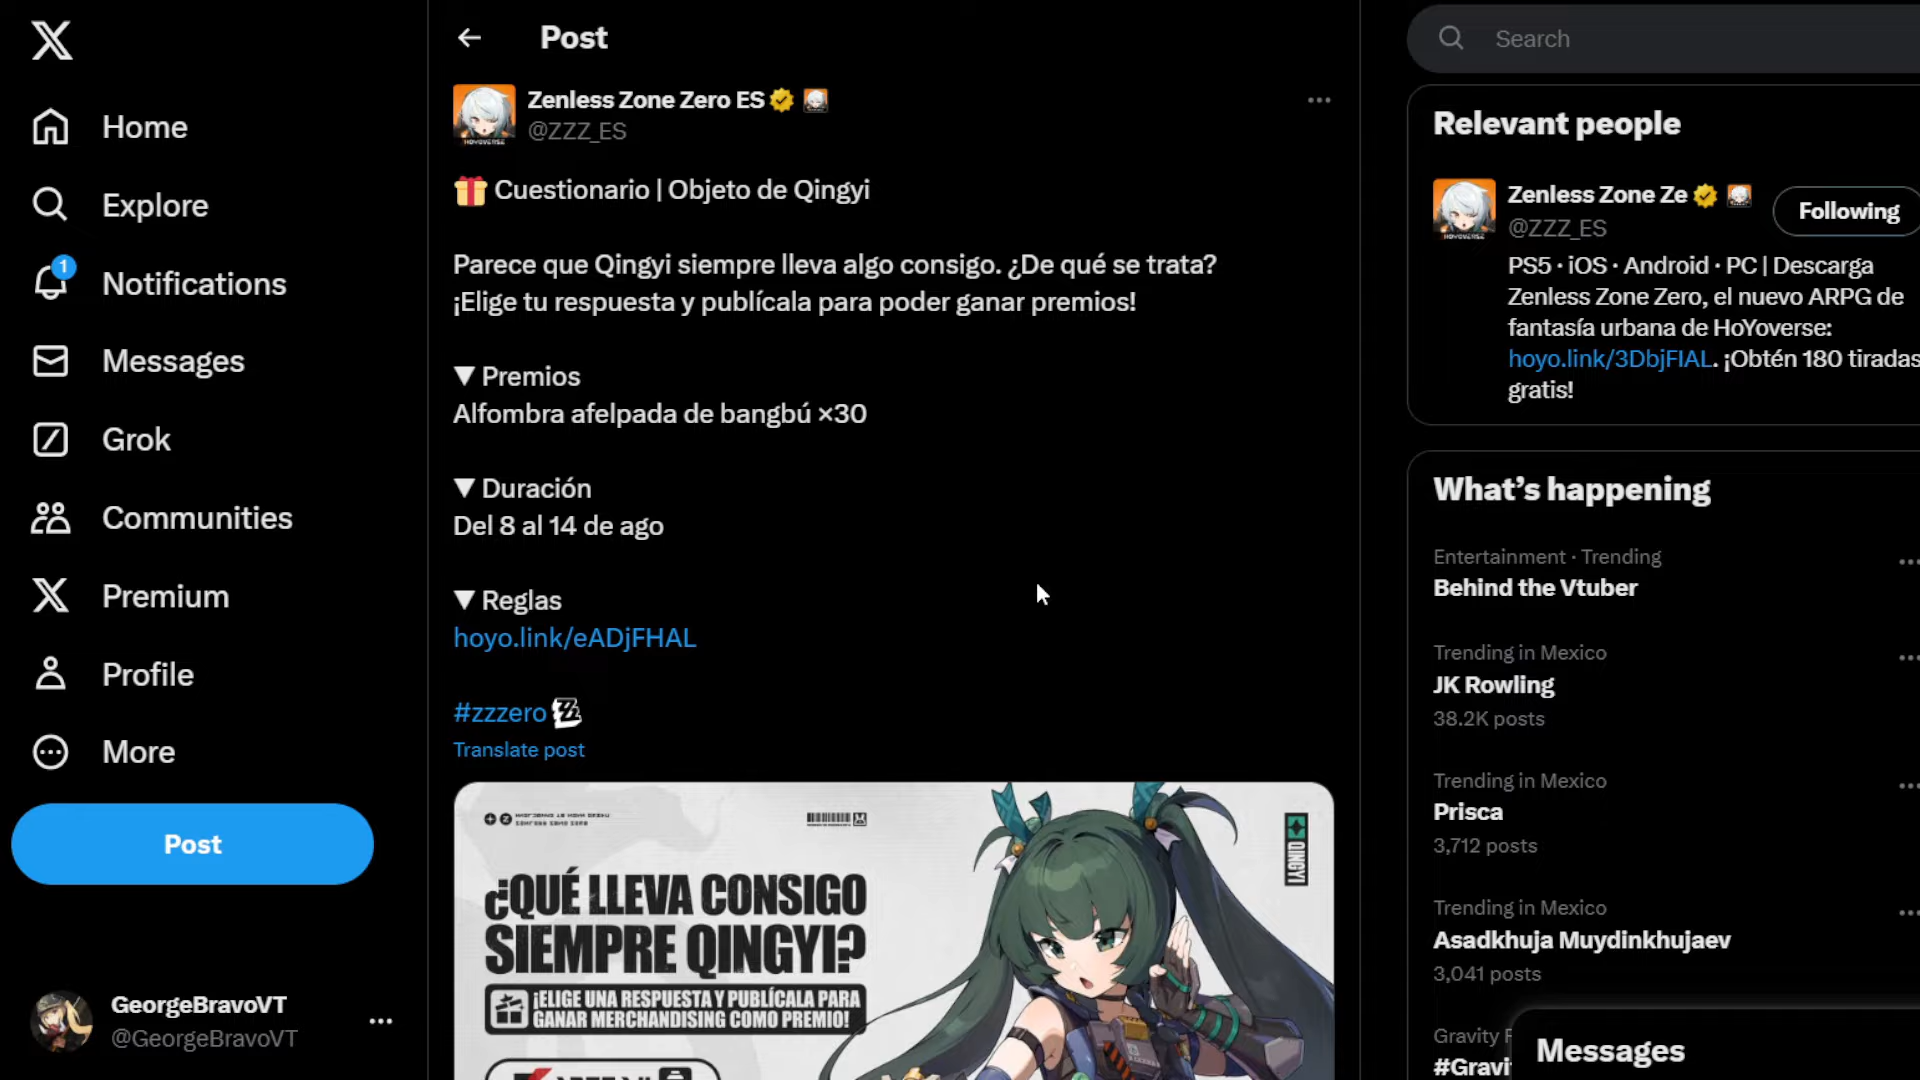 Home
Explore
1
Notifications
Messages
Grok
Communities
Premium
Profile
More
Post
GeorgeBravoVT
@GeorgeBravoVT
Post
Zenless Zone Zero ES
@ZZZ_ES
Cuestionario | Objeto de Qingyi
Parece que Qingyi siempre lleva algo consigo. ¿De qué se trata?
¡Elige tu respuesta y publícala para poder ganar premios!
▼ Premios
Alfombra afelpada de bangbú ×30
▼ Duración
Del 8 al 14 de ago
▼ Reglas
hoyo.link/eADjFHAL
#zzzero
Translate post
¿QUÉ LLEVA CONSIGO
SIEMPRE QINGYI?
¡ELIGE UNA RESPUESTA Y PUBLÍCALA PARA
GANAR MERCHANDISING COMO PREMIO!
QINGYI
Search
Relevant people
Zenless Zone Ze
@ZZZ_ES
Following
PS5 · iOS · Android · PC | Descarga
Zenless Zone Zero, el nuevo ARPG de
fantasía urbana de HoYoverse:
hoyo.link/3DbjFIAL. ¡Obtén 180 tiradas
gratis!
What's happening
Entertainment · Trending
Behind the Vtuber
Trending in Mexico
JK Rowling
38.2K posts
Trending in Mexico
Prisca
3,712 posts
Trending in Mexico
Asadkhuja Muydinkhujaev
3,041 posts
Gravity
#Gravi
Messages